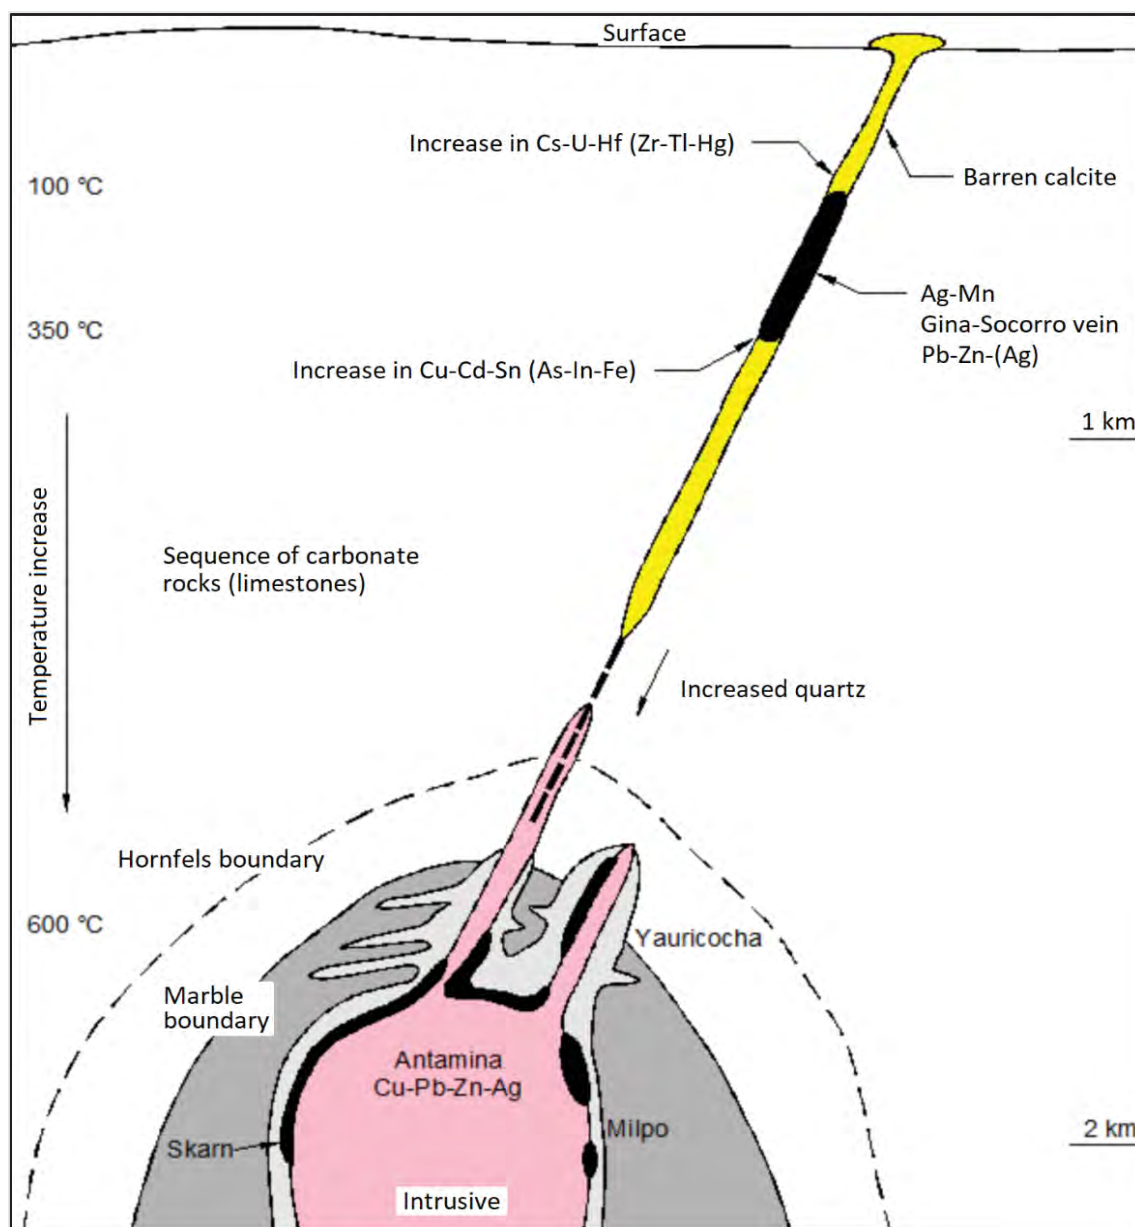 Surface
Increase in Cs-U-Hf (Zr-Tl-Hg)
Barren calcite
100 °C
Ag-Mn
Gina-Socorro vein
Pb-Zn-(Ag)
350 °C
Increase in Cu-Cd-Sn (As-In-Fe)
1 km
Temperature increase
Sequence of carbonate
rocks (limestones)
Increased quartz
Hornfels boundary
600 °C
Yauricocha
Marble
boundary
Antamina
Cu-Pb-Zn-Ag
Milpo
2 km
Skarn
Intrusive